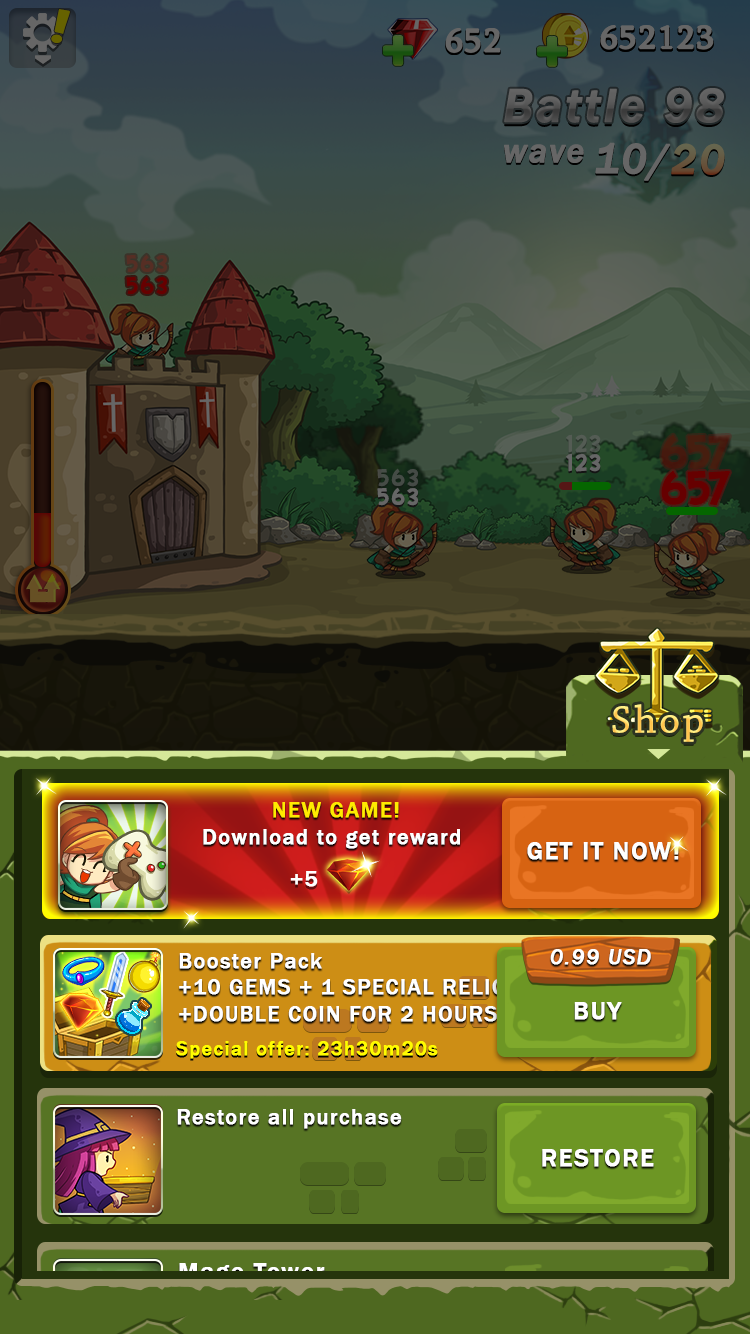 652
652123
Battle 98
wave 10/20
563
563
563
563
123
123
657
657
Shop
NEW GAME!
Download to get reward
+5
GET IT NOW!
Booster Pack
+10 GEMS + 1 SPECIAL RELIC
+DOUBLE COIN FOR 2 HOURS
Special offer: 23h30m20s
0.99 USD
BUY
Restore all purchase
RESTORE
Mage Tower